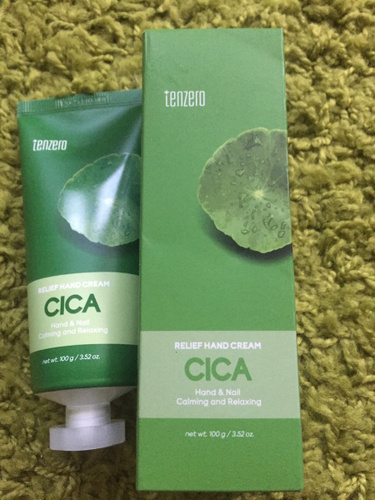 tenzero
RELIEF HAND CREAM
CICA
Hand & Nail
Calming and Relaxing
net wt. 100 g / 3.52 oz.
tenzero
RELIEF HAND CREAM
CICA
Hand & Nail
Calming and Relaxing
net wt. 100 g / 3.52 oz.